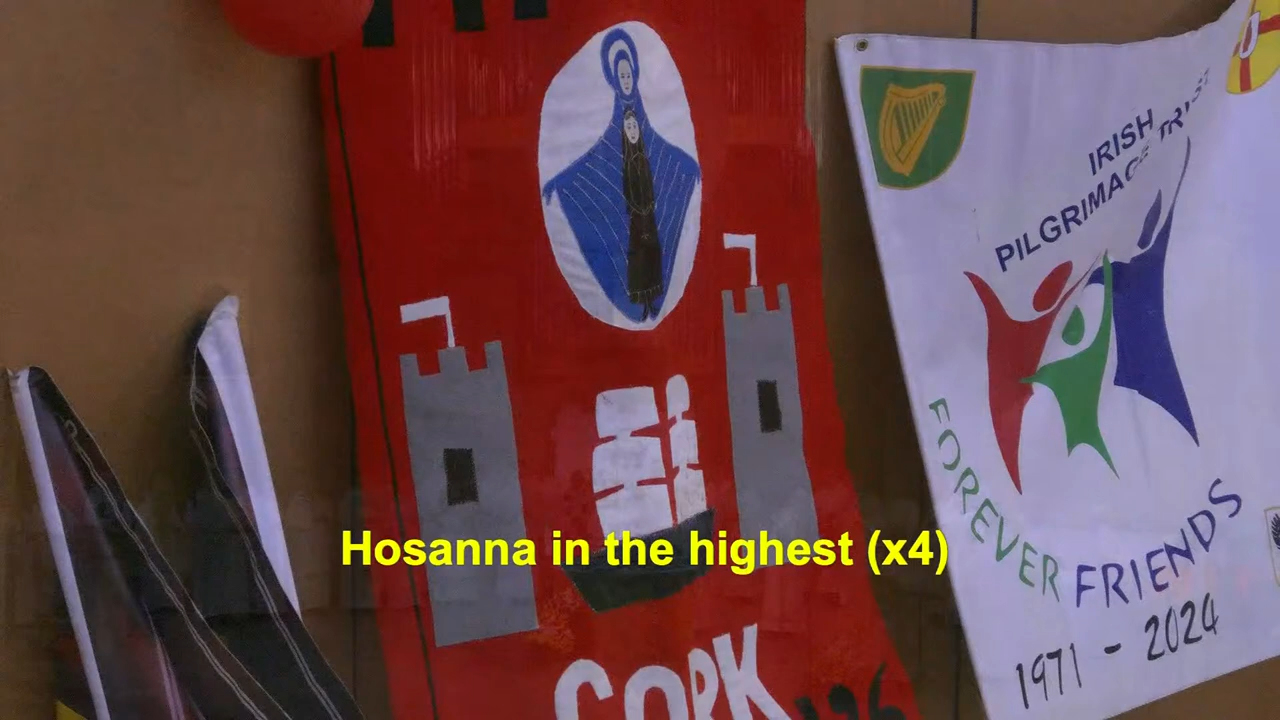 IRISH
PILGRIMAGE TRUST
FOREVER
FRIENDS
1971 - 2024
Hosanna in the highest (x4)
CORK